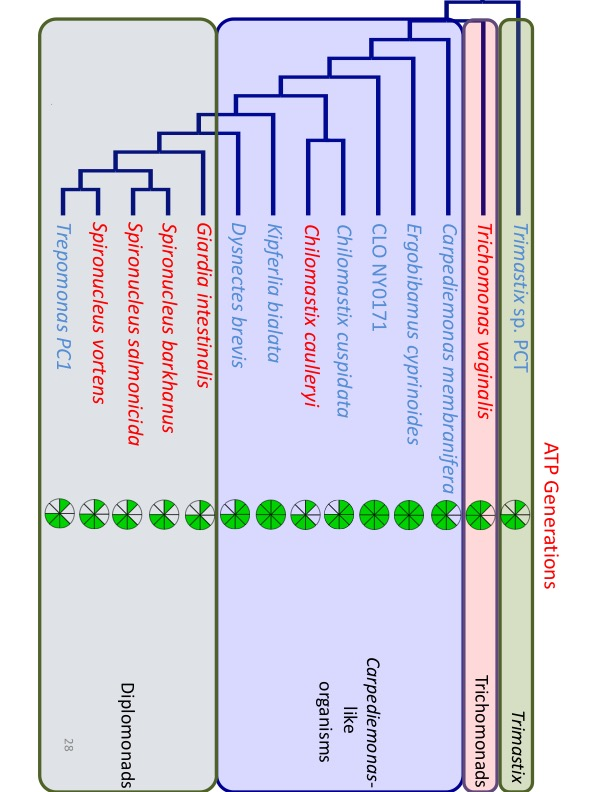 ATP Generations
Trimastix sp. PCT
Trimastix
Trichomonas vaginalis
Trichomonads
Carpediemonas membranifera
Ergobibamus cyprinoides
CLO NY0171
Chilomastix cuspidata
Chilomastix caulleryi
Kipferlia bialata
Dysnectes brevis
Carpediemonas-
like
organisms
Giardia intestinalis
Spironucleus barkhanus
Spironucleus salmonicida
Spironucleus vortens
Trepomonas PC1
Diplomonads
28